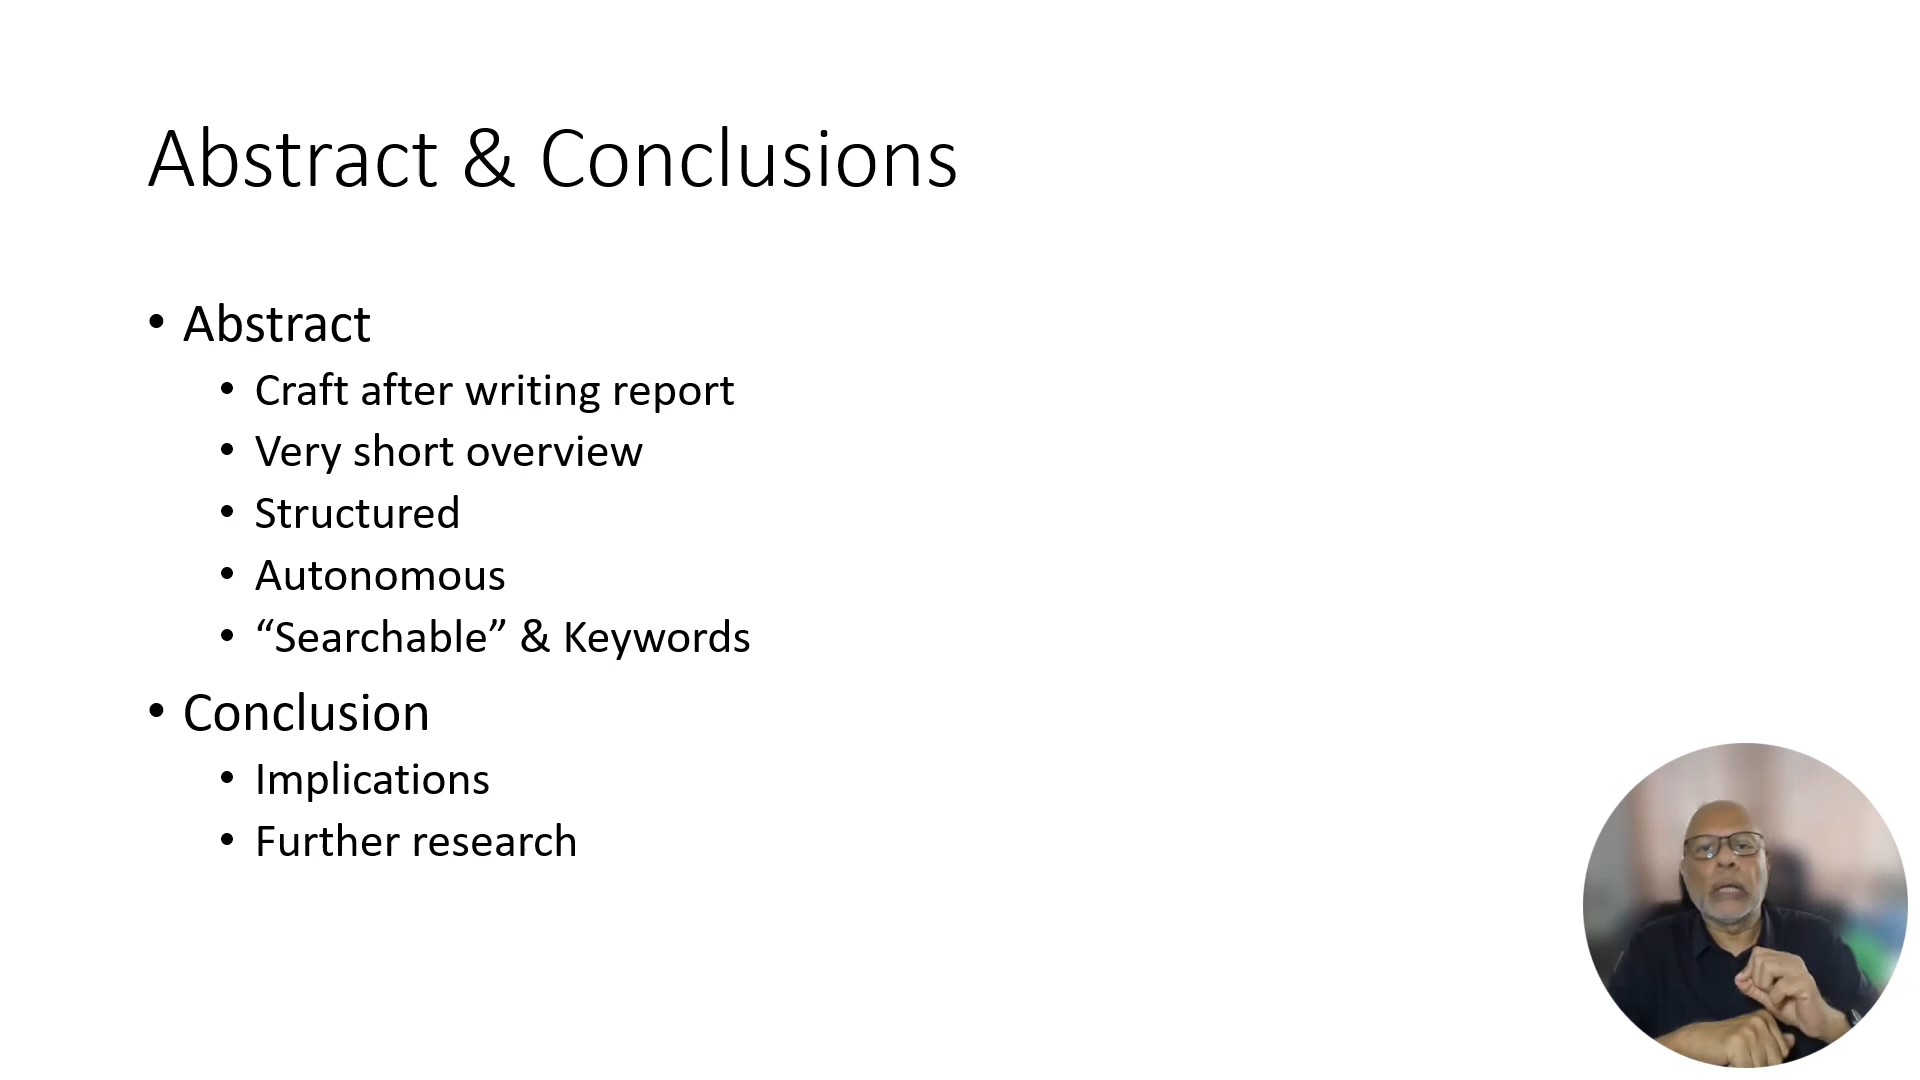 Abstract & Conclusions
• Abstract
• Craft after writing report
• Very short overview
• Structured
• Autonomous
• “Searchable” & Keywords
• Conclusion
• Implications
• Further research